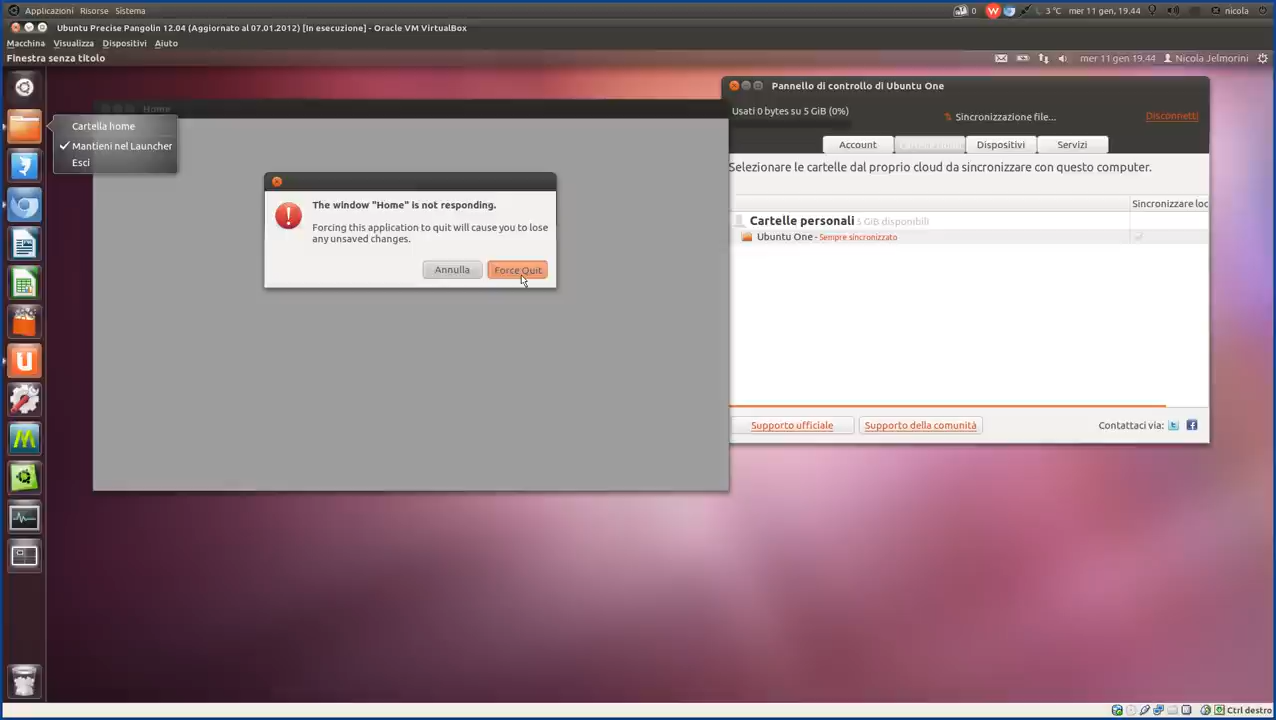 Applicazioni Risorse Sistema
0
3 °C mer 11 gen, 19.44
nicola
Ubuntu Precise Pangolin 12.04 (Aggiornato al 07.01.2012) [In esecuzione] - Oracle VM VirtualBox
Macchina Visualizza Dispositivi Aiuto
Finestra senza titolo
mer 11 gen 19.44 Nicola Jelmorini
Home
Cartella home
Mantieni nel Launcher
Esci
The window "Home" is not responding.
Forcing this application to quit will cause you to lose
any unsaved changes.
Annulla Force Quit
Pannello di controllo di Ubuntu One
Usati 0 bytes su 5 GiB (0%)
Sincronizzazione file...
Disconnetti
Account
Dispositivi
Servizi
Selezionare le cartelle dal proprio cloud da sincronizzare con questo computer.
Sincronizzare loc
Cartelle personali 5 GiB disponibili
Ubuntu One - Sempre sincronizzato
Supporto ufficiale
Supporto della comunità
Contattaci via:
Ctrl destro